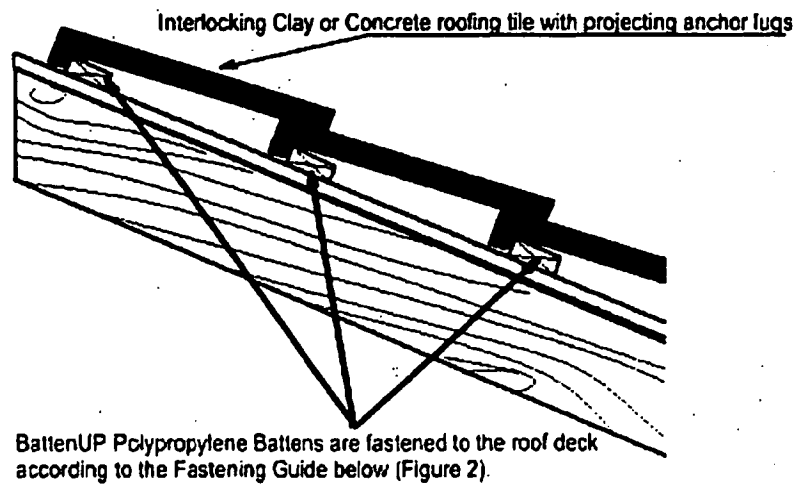 Interlocking Clay or Concrete roofing tile with projecting anchor lugs
BattenUP Polypropylene Battens are fastened to the roof deck
according to the Fastening Guide below (Figure 2).